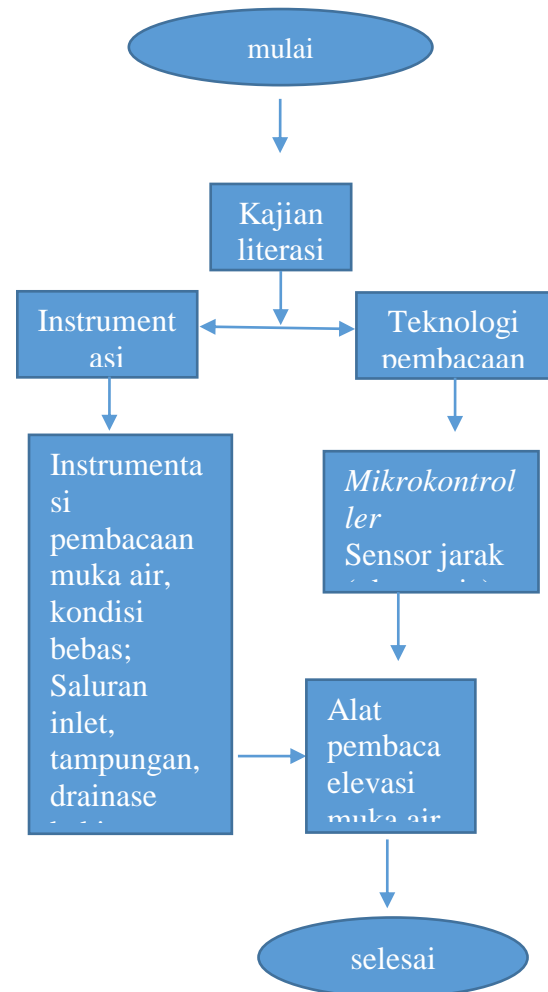 mulai
Kajian
literasi
Instrument
asi
Teknologi
pembacaan
Instrumenta
si
pembacaan
muka air,
kondisi
bebas;
Saluran
inlet,
tampungan,
drainase
Mikrokontrol
ler
Sensor jarak
Alat
pembaca
elevasi
muka air
selesai